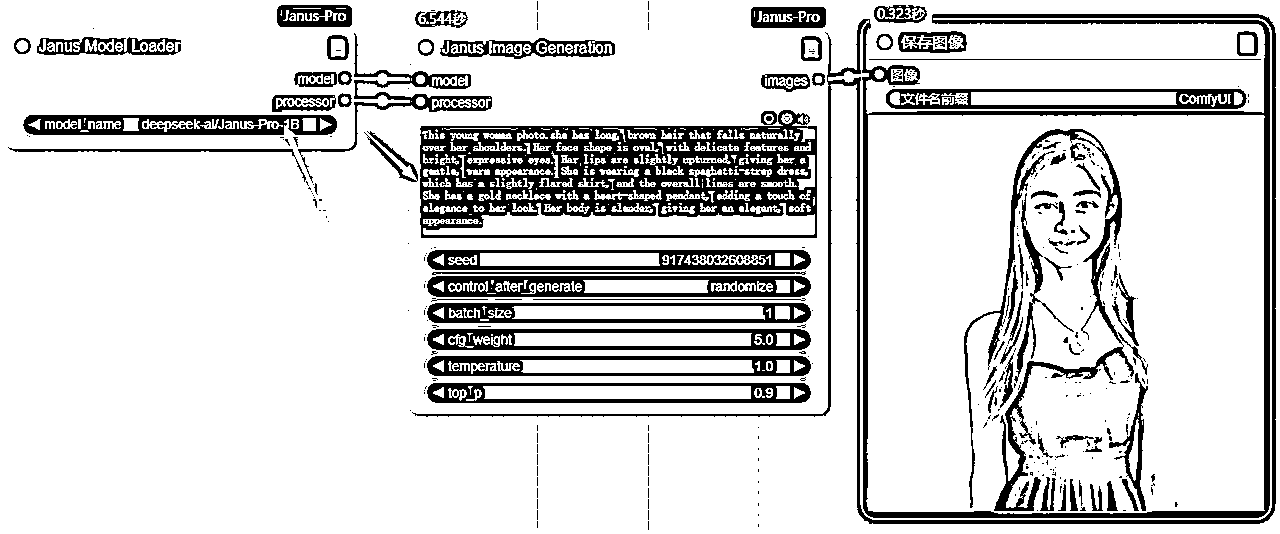 Janus-Pro
Janus Model Loader
model
processor
model_name deepseek-ai/Janus-Pro-1B
6.544秒
Janus-Pro
Janus Image Generation
model
images
processor
This young woman photo.she has long, brown hair that falls naturally
over her shoulders. Her face shape is oval, with delicate features and
bright, expressive eyes. Her lips are slightly upturned, giving her a
gentle, warm appearance. She is wearing a black spaghetti-strap dress,
which has a slightly flared skirt, and the overall lines are smooth.
She has a gold necklace with a heart-shaped pendant, adding a touch of
elegance to her look. Her body is slender, giving her an elegant, soft
appearance.
seed 917438032608851
control_after_generate randomize
batch_size 1
cfg_weight 5.0
temperature 1.0
top_p 0.9
0.323秒
保存图像
图像
文件名前缀 ComfyUI